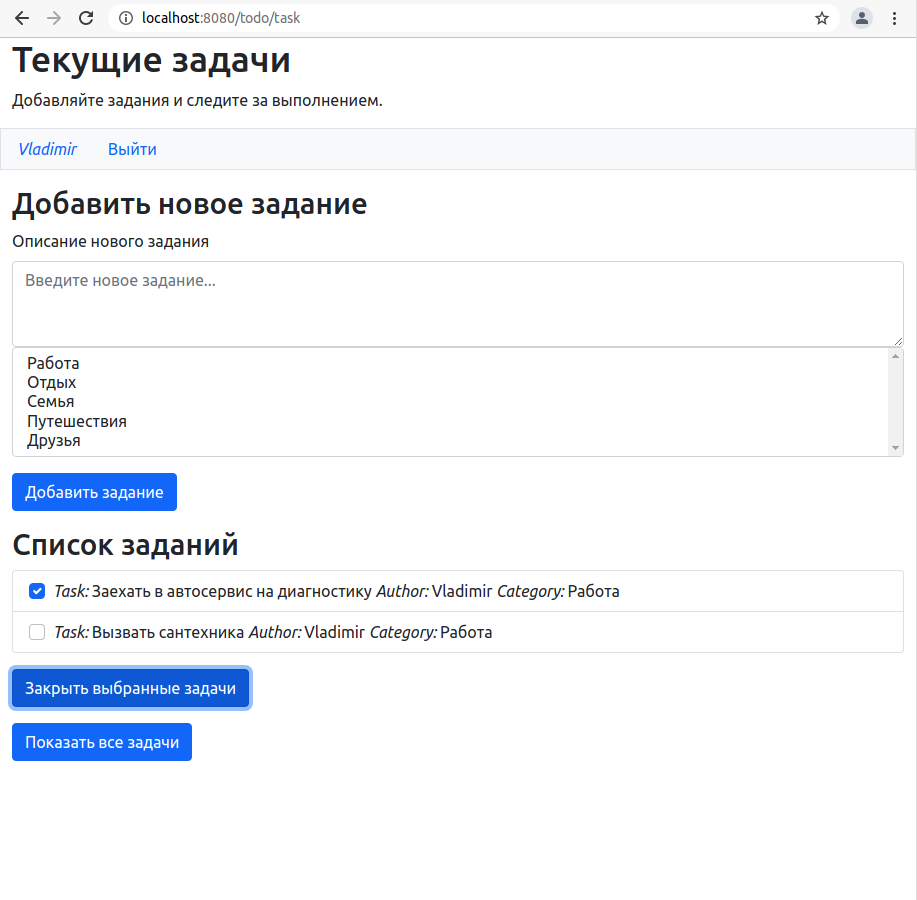 localhost:8080/todo/task
Текущие задачи
Добавляйте задания и следите за выполнением.
Vladimir Выйти
Добавить новое задание
Описание нового задания
Введите новое задание...
Работа
Отдых
Семья
Путешествия
Друзья
Добавить задание
Список заданий
Task: Заехать в автосервис на диагностику Author: Vladimir Category: Работа
Task: Вызвать сантехника Author: Vladimir Category: Работа
Закрыть выбранные задачи
Показать все задачи